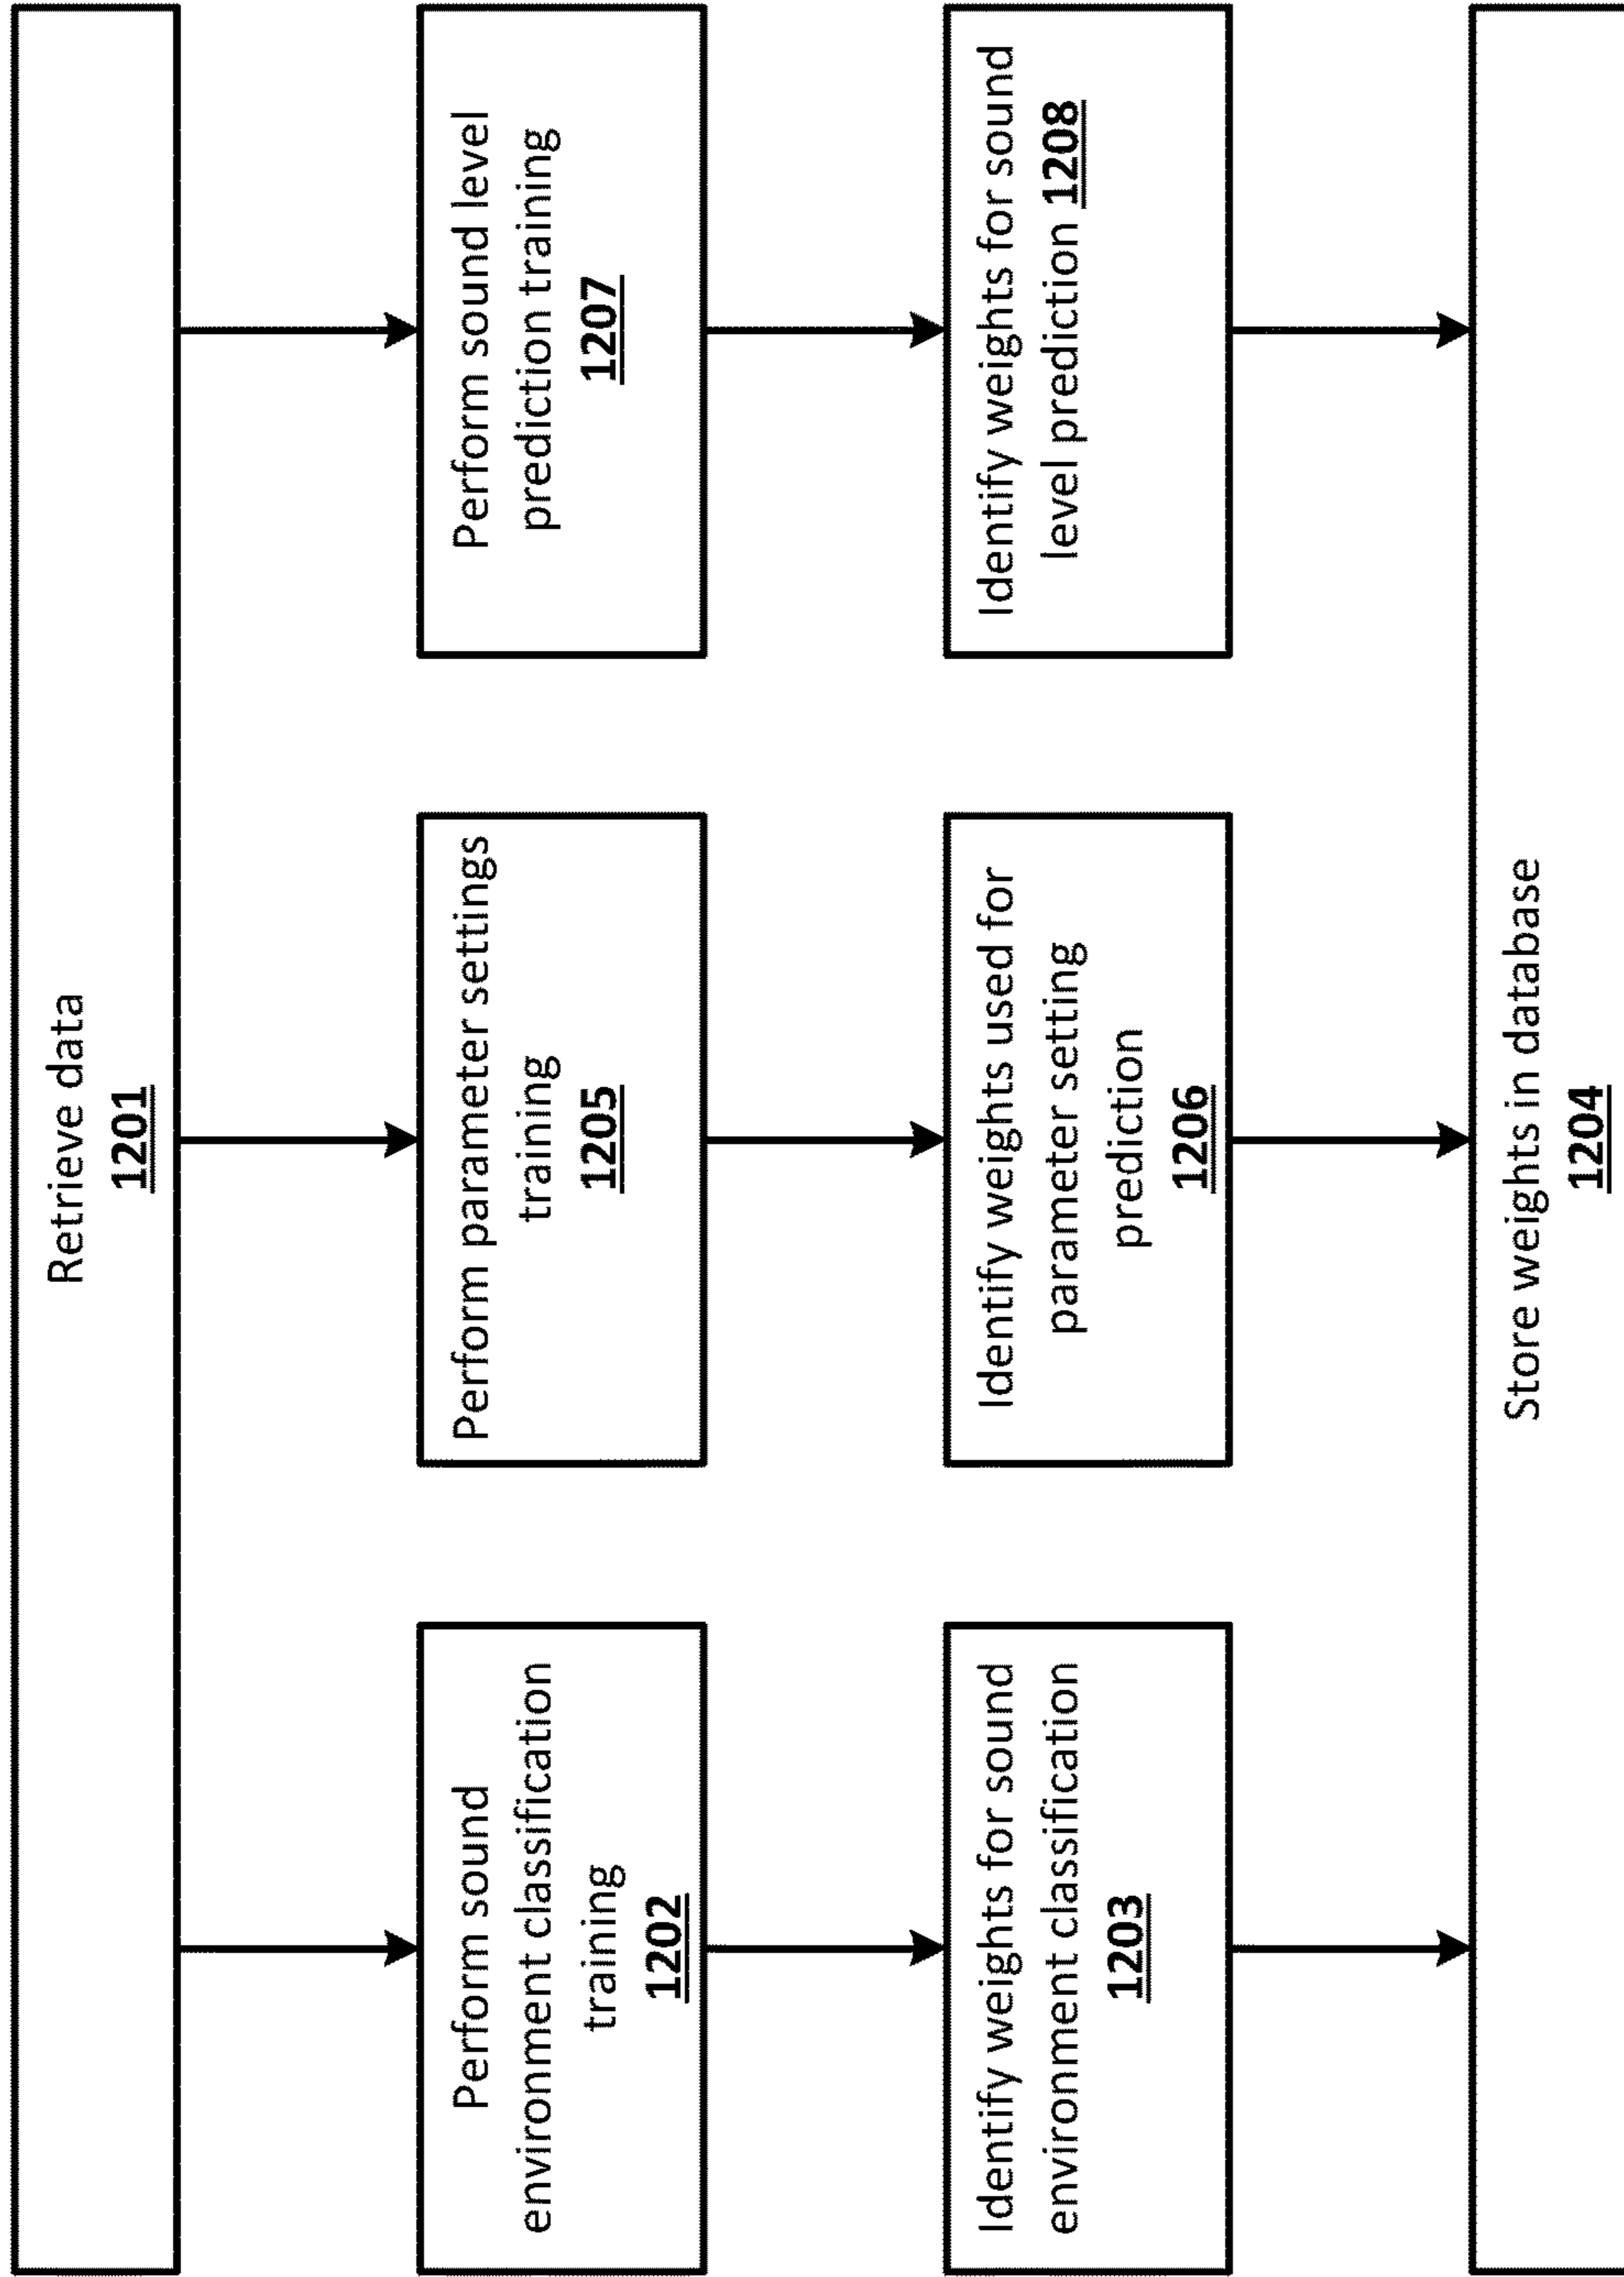 Retrieve data
1201
Perform sound
environment classification
training
1202
Perform parameter settings
training
1205
Perform sound level
prediction training
1207
Identify weights for sound
environment classification
1203
Identify weights used for
parameter setting
prediction
1206
Identify weights for sound
level prediction 1208
Store weights in database
1204